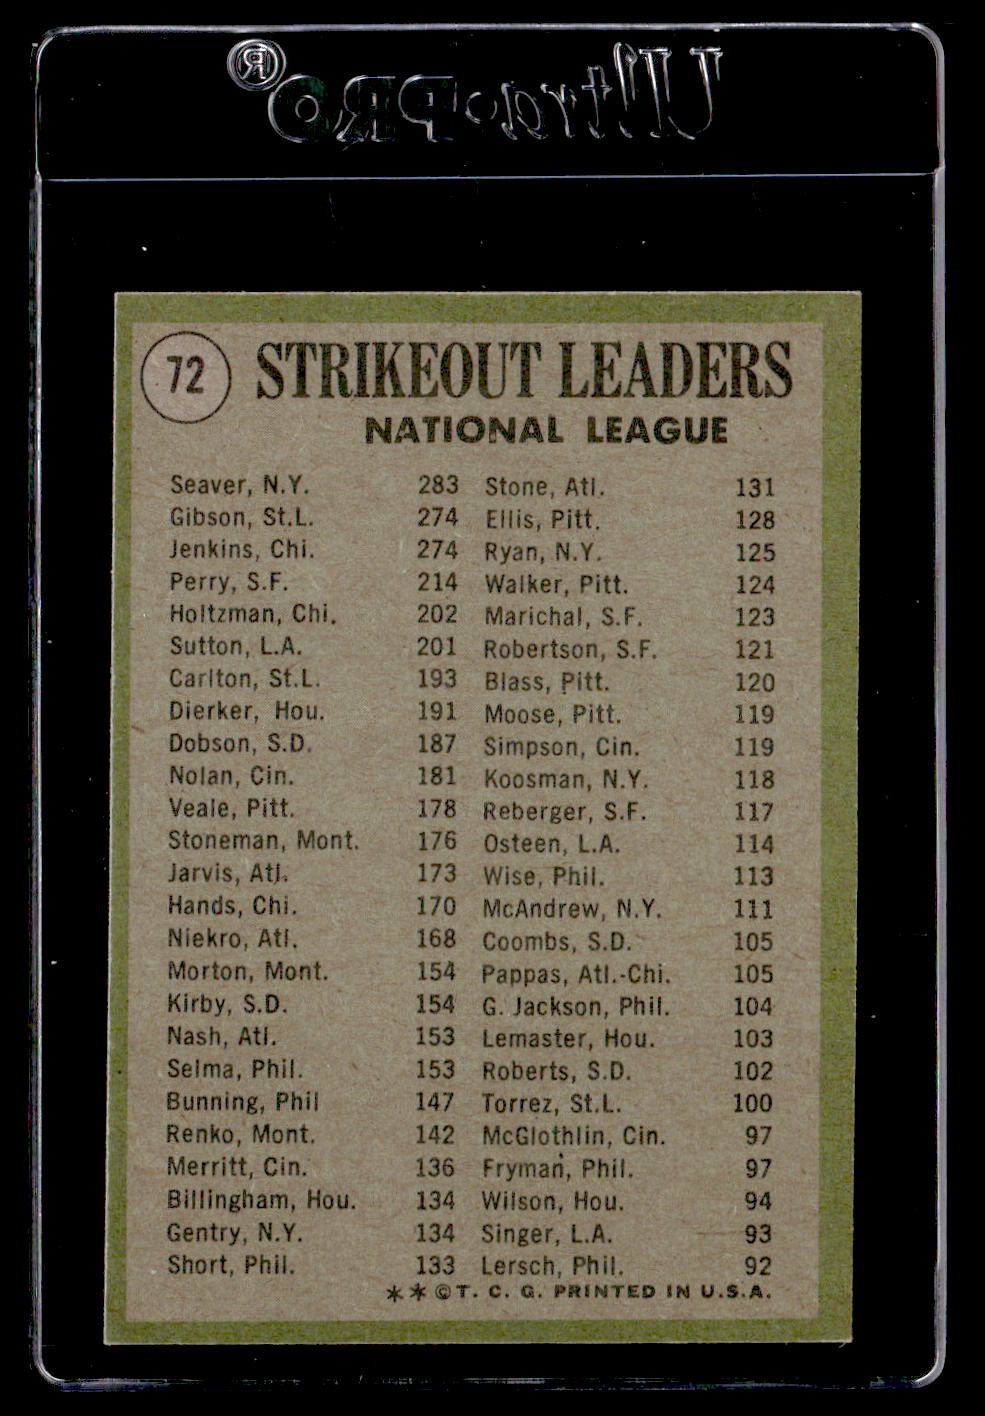 Ultra·PRO®
72 STRIKEOUT LEADERS
NATIONAL LEAGUE
Seaver, N.Y. 283
Gibson, St.L. 274
Jenkins, Chi. 274
Perry, S.F. 214
Holtzman, Chi. 202
Sutton, L.A. 201
Carlton, St.L. 193
Dierker, Hou. 191
Dobson, S.D. 187
Nolan, Cin. 181
Veale, Pitt. 178
Stoneman, Mont. 176
Jarvis, Atl. 173
Hands, Chi. 170
Niekro, Atl. 168
Morton, Mont. 154
Kirby, S.D. 154
Nash, Atl. 153
Selma, Phil. 153
Bunning, Phil 147
Renko, Mont. 142
Merritt, Cin. 136
Billingham, Hou. 134
Gentry, N.Y. 134
Short, Phil. 133
Stone, Atl. 131
Ellis, Pitt. 128
Ryan, N.Y. 125
Walker, Pitt. 124
Marichal, S.F. 123
Robertson, S.F. 121
Blass, Pitt. 120
Moose, Pitt. 119
Simpson, Cin. 119
Koosman, N.Y. 118
Reberger, S.F. 117
Osteen, L.A. 114
Wise, Phil. 113
McAndrew, N.Y. 111
Coombs, S.D. 105
Pappas, Atl.-Chi. 105
G. Jackson, Phil. 104
Lemaster, Hou. 103
Roberts, S.D. 102
Torrez, St.L. 100
McGlothlin, Cin. 97
Fryman, Phil. 97
Wilson, Hou. 94
Singer, L.A. 93
Lersch, Phil. 92
**©T. C. G. PRINTED IN U.S.A.